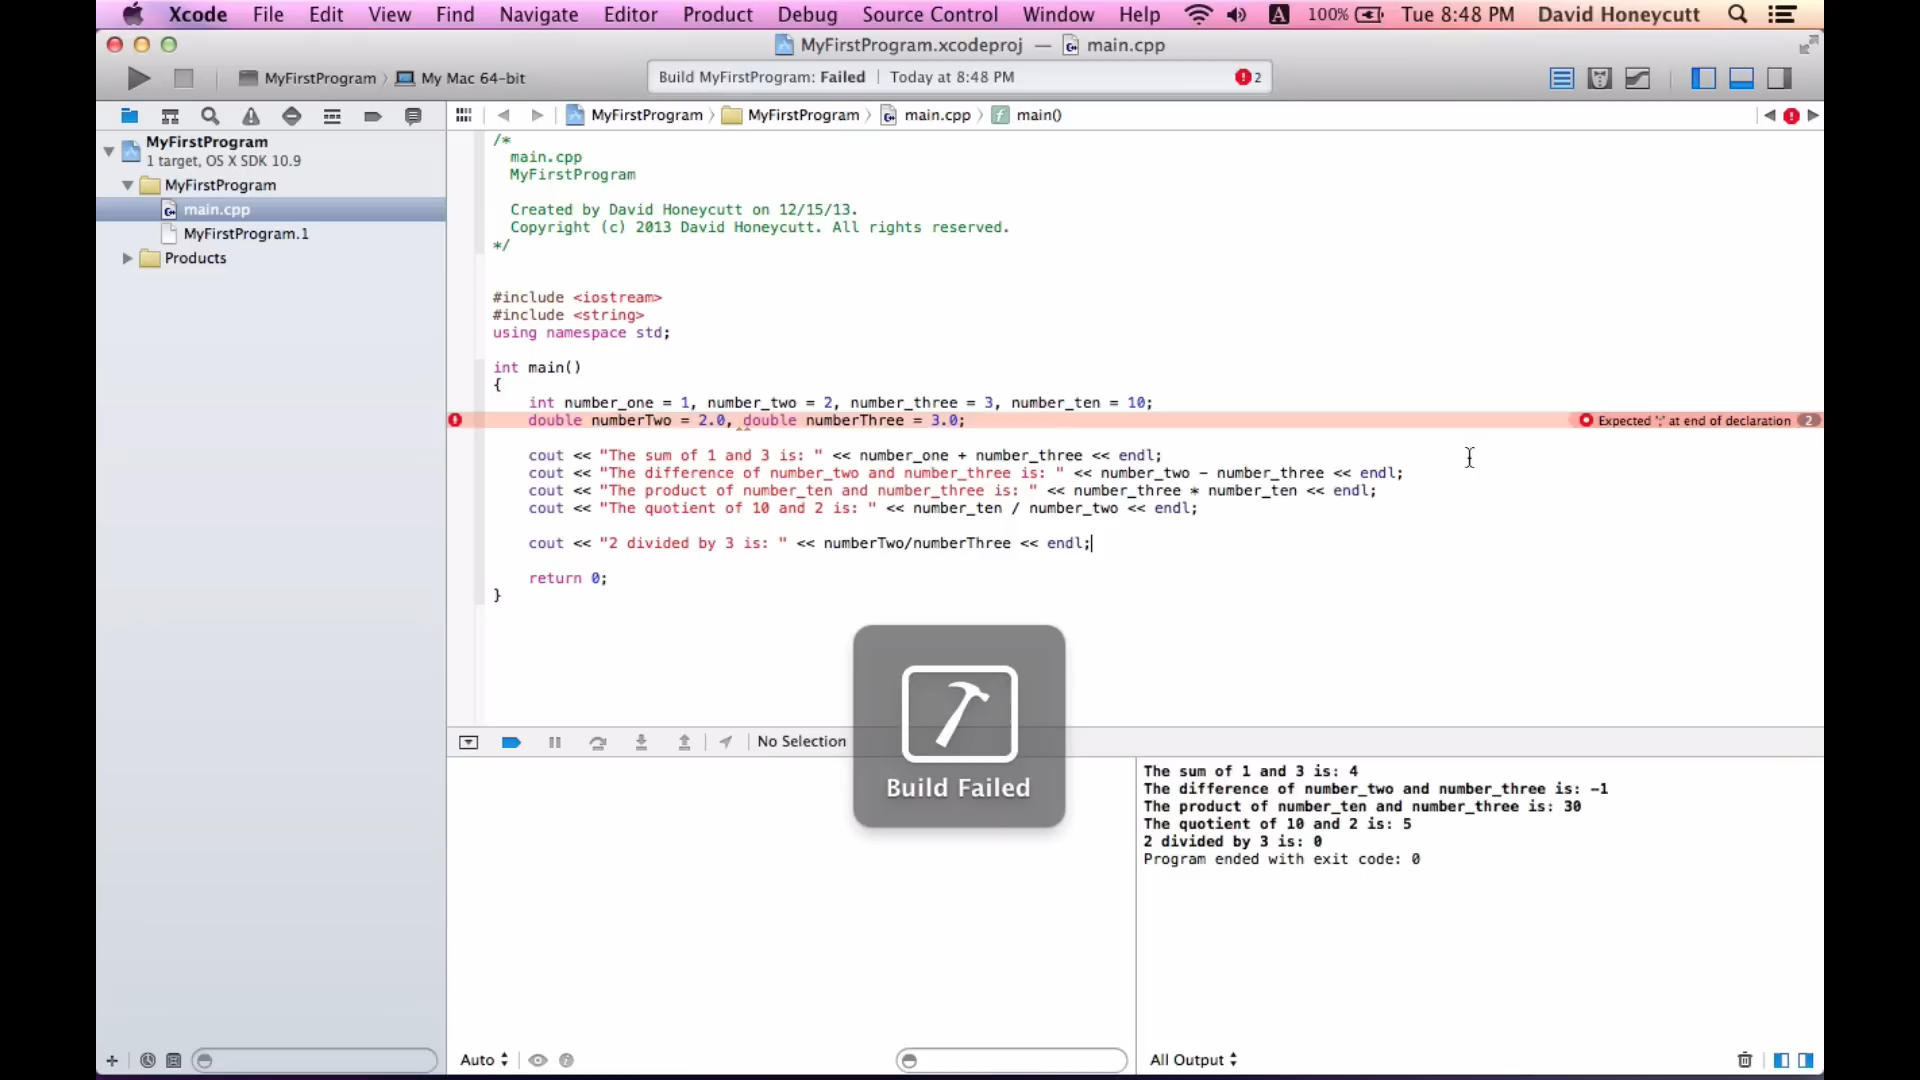 Xcode File Edit View Find Navigate Editor Product Debug Source Control Window Help A 100% Tue 8:48 PM David Honeycutt
MyFirstProgram.xcodeproj — main.cpp
MyFirstProgram My Mac 64-bit
Build MyFirstProgram: Failed Today at 8:48 PM 2
MyFirstProgram MyFirstProgram main.cpp main()
MyFirstProgram
1 target, OS X SDK 10.9
MyFirstProgram
main.cpp
MyFirstProgram.1
Products
/*
main.cpp
MyFirstProgram
Created by David Honeycutt on 12/15/13.
Copyright (c) 2013 David Honeycutt. All rights reserved.
*/
#include <iostream>
#include <string>
using namespace std;
int main()
{
int number_one = 1, number_two = 2, number_three = 3, number_ten = 10;
double numberTwo = 2.0, double numberThree = 3.0;
Expected ';' at end of declaration 2
cout << "The sum of 1 and 3 is: " << number_one + number_three << endl;
cout << "The difference of number_two and number_three is: " << number_two - number_three << endl;
cout << "The product of number_ten and number_three is: " << number_three * number_ten << endl;
cout << "The quotient of 10 and 2 is: " << number_ten / number_two << endl;
cout << "2 divided by 3 is: " << numberTwo/numberThree << endl;
return 0;
}
Build Failed
No Selection
The sum of 1 and 3 is: 4
The difference of number_two and number_three is: -1
The product of number_ten and number_three is: 30
The quotient of 10 and 2 is: 5
2 divided by 3 is: 0
Program ended with exit code: 0
Auto
All Output